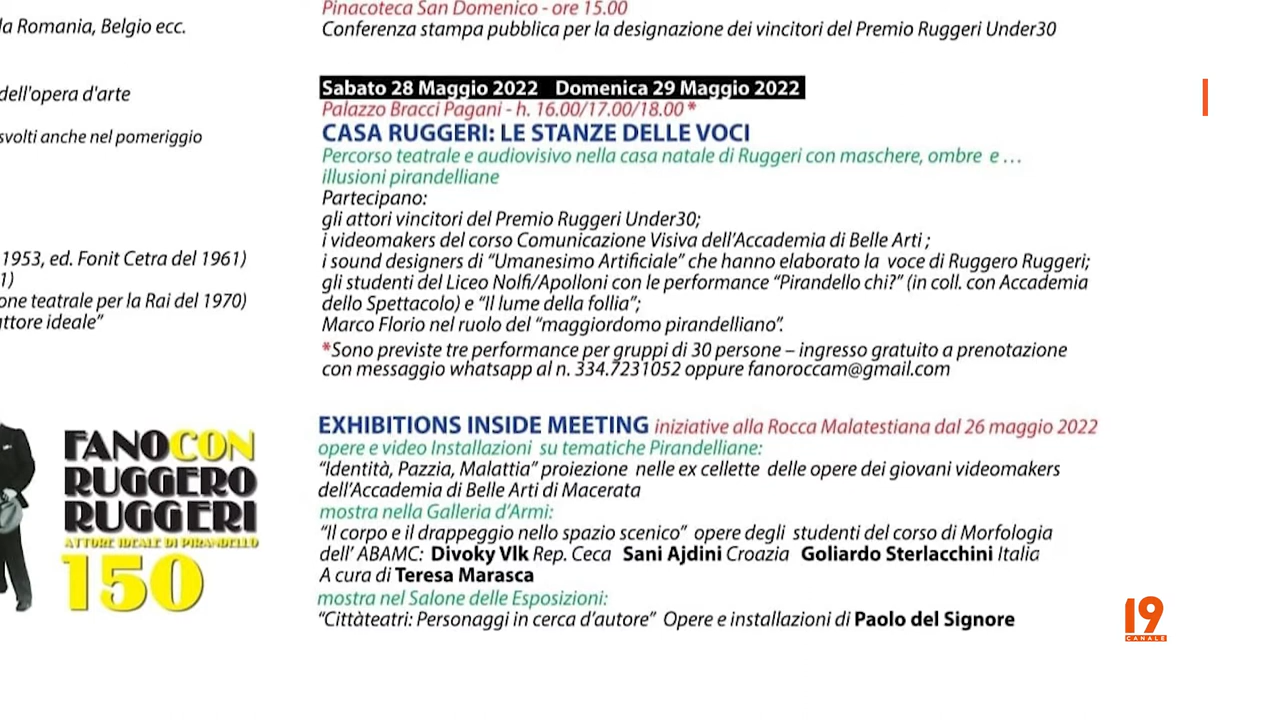 la Romania, Belgio ecc.
dell'opera d'arte
svolti anche nel pomeriggio
1953, ed. Fonit Cetra del 1961)
1)
one teatrale per la Rai del 1970)
attore ideale”
FANOCON
RUGGERO
RUGGERI
ATTORE IDEALE DI PIRANDELLO
150
Pinacoteca San Domenico - ore 15.00
Conferenza stampa pubblica per la designazione dei vincitori del Premio Ruggeri Under30
Sabato 28 Maggio 2022 Domenica 29 Maggio 2022
Palazzo Bracci Pagani - h. 16.00/17.00/18.00 *
CASA RUGGERI: LE STANZE DELLE VOCI
Percorso teatrale e audiovisivo nella casa natale di Ruggeri con maschere, ombre e …
illusioni pirandelliane
Partecipano:
gli attori vincitori del Premio Ruggeri Under30;
i videomakers del corso Comunicazione Visiva dell’Accademia di Belle Arti ;
i sound designers di “Umanesimo Artificiale” che hanno elaborato la voce di Ruggero Ruggeri;
gli studenti del Liceo Nolfi/Apolloni con le performance “Pirandello chi?” (in coll. con Accademia
dello Spettacolo) e “Il lume della follia”;
Marco Florio nel ruolo del “maggiordomo pirandelliano”.
*Sono previste tre performance per gruppi di 30 persone – ingresso gratuito a prenotazione
con messaggio whatsapp al n. 334.7231052 oppure fanoroccam@gmail.com
EXHIBITIONS INSIDE MEETING iniziative alla Rocca Malatestiana dal 26 maggio 2022
opere e video Installazioni su tematiche Pirandelliane:
“Identità, Pazzia, Malattia” proiezione nelle ex cellette delle opere dei giovani videomakers
dell’Accademia di Belle Arti di Macerata
mostra nella Galleria d’Armi:
“Il corpo e il drappeggio nello spazio scenico” opere degli studenti del corso di Morfologia
dell’ ABAMC: Divoky Vlk Rep. Ceca Sani Ajdini Croazia Goliardo Sterlacchini Italia
A cura di Teresa Marasca
mostra nel Salone delle Esposizioni:
“Cittàteatri: Personaggi in cerca d’autore” Opere e installazioni di Paolo del Signore
19
CANALE